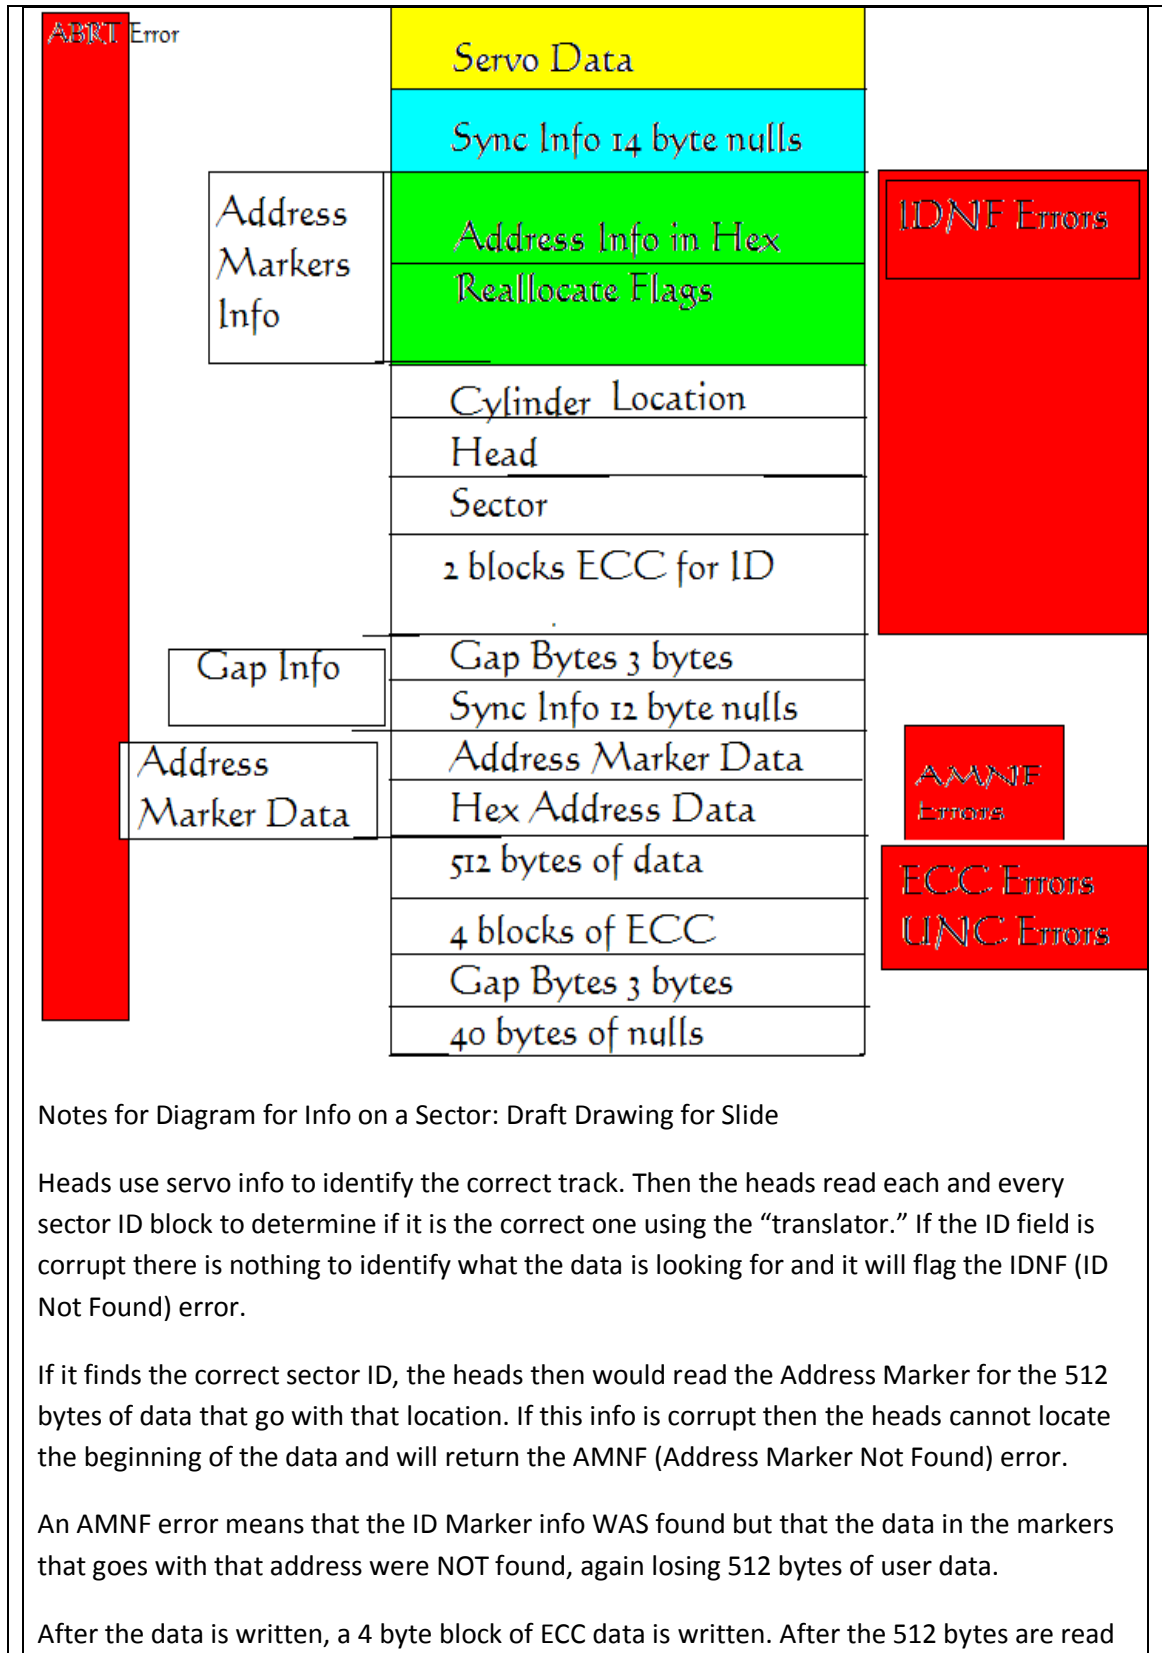 ABRT Error
Servo Data
Sync Info 14 byte nulls
Address
Markers
Info
Address Info in Hex
Reallocate Flags
IDNF Errors
Cylinder Location
Head
Sector
2 blocks ECC for ID
Gap Info
Gap Bytes 3 bytes
Sync Info 12 byte nulls
Address
Marker Data
Address Marker Data
Hex Address Data
AMNF
Errors
512 bytes of data
4 blocks of ECC
ECC Errors
UNC Errors
Gap Bytes 3 bytes
40 bytes of nulls
Notes for Diagram for Info on a Sector: Draft Drawing for Slide
Heads use servo info to identify the correct track. Then the heads read each and every
sector ID block to determine if it is the correct one using the “translator.” If the ID field is
corrupt there is nothing to identify what the data is looking for and it will flag the IDNF (ID
Not Found) error.
If it finds the correct sector ID, the heads then would read the Address Marker for the 512
bytes of data that go with that location. If this info is corrupt then the heads cannot locate
the beginning of the data and will return the AMNF (Address Marker Not Found) error.
An AMNF error means that the ID Marker info WAS found but that the data in the markers
that goes with that address were NOT found, again losing 512 bytes of user data.
After the data is written, a 4 byte block of ECC data is written. After the 512 bytes are read